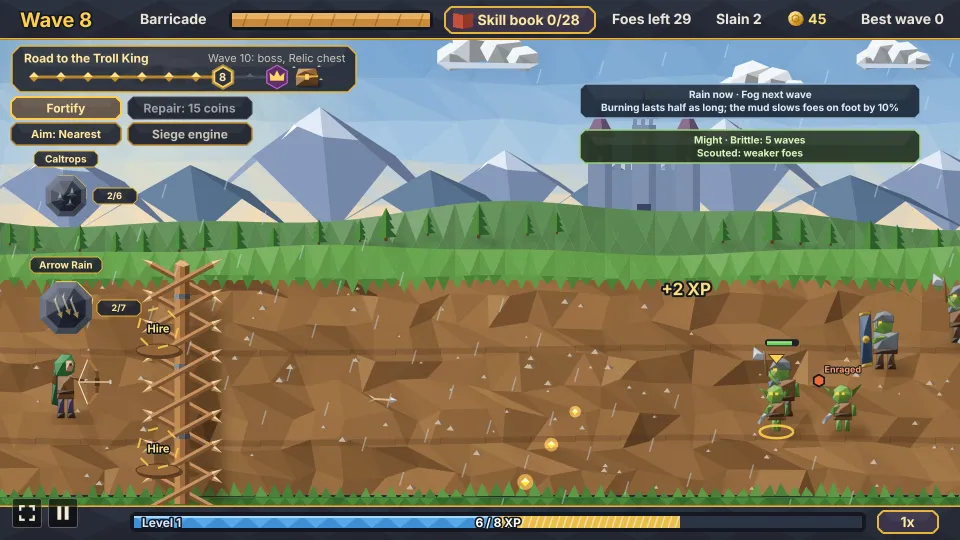 Wave 8
Barricade
Skill book 0/28
Foes left 29
Slain 2
45
Best wave 0
Road to the Troll King
Wave 10: boss, Relic chest
8
Fortify
Repair: 15 coins
Aim: Nearest
Siege engine
Rain now · Fog next wave
Burning lasts half as long; the mud slows foes on foot by 10%
Might · Brittle: 5 waves
Scouted: weaker foes
Caltrops
2/6
Arrow Rain
2/7
Hire
Hire
+2 XP
Enraged
Level 1
6 / 8 XP
1x